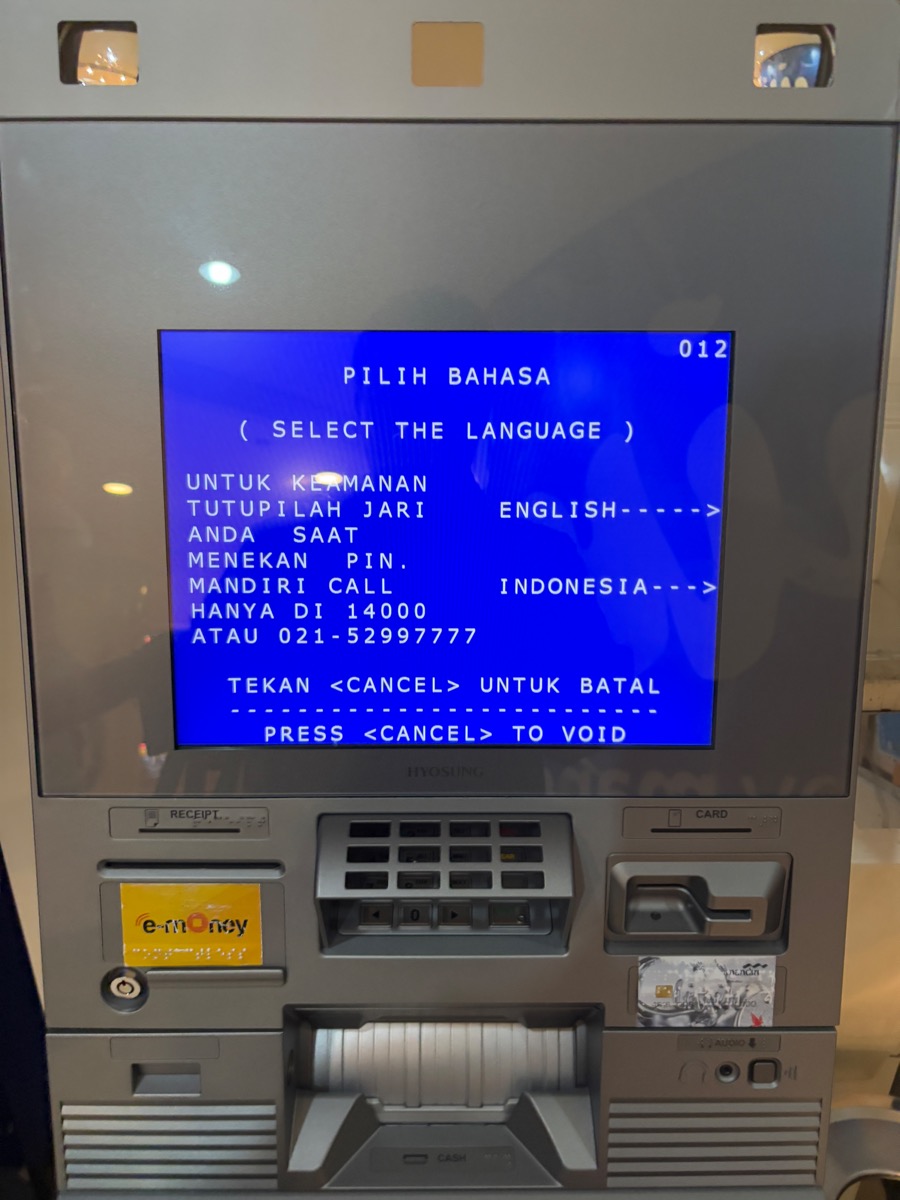 012
PILIH BAHASA
( SELECT THE LANGUAGE )
UNTUK KEAMANAN
TUTUPILAH JARI ENGLISH----->
ANDA SAAT
MENEKAN PIN.
MANDIRI CALL INDONESIA--->
HANYA DI 14000
ATAU 021-52997777
TEKAN <CANCEL> UNTUK BATAL
--------------------------
PRESS <CANCEL> TO VOID
HYOSUNG
RECEIPT
CARD
0
e-money
mandiri
AUDIO
CASH